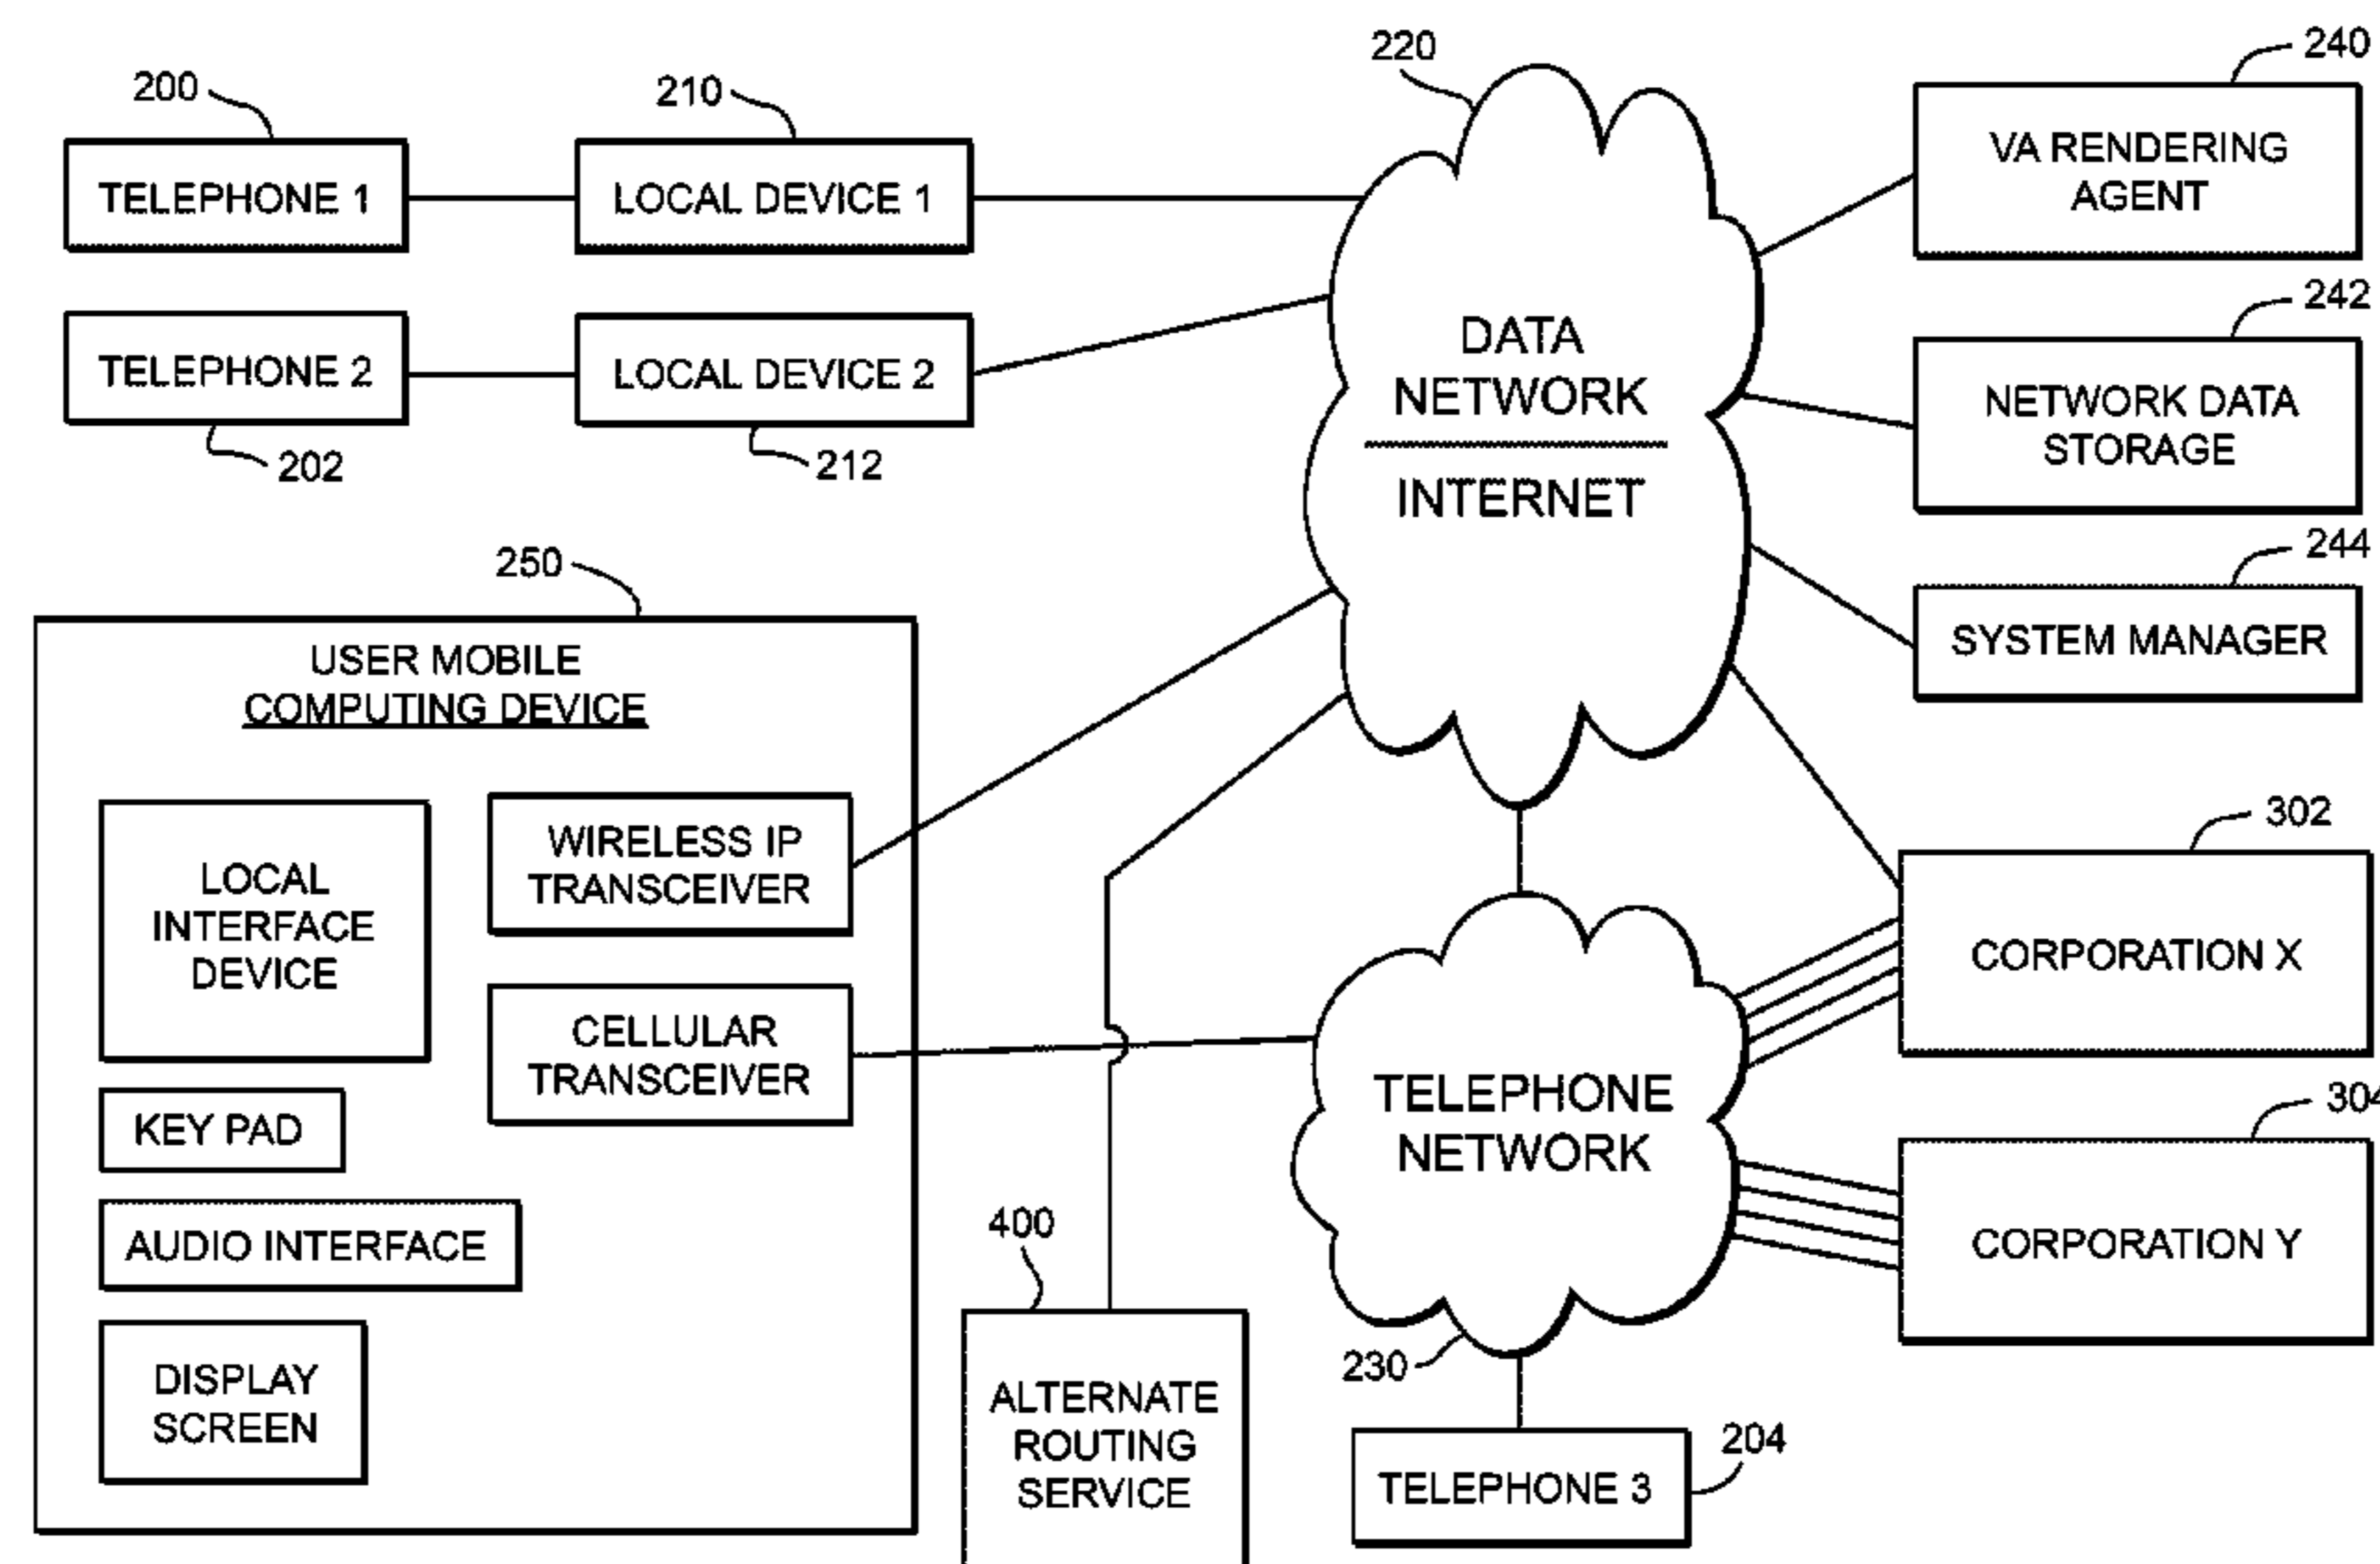 200
TELEPHONE 1
210
LOCAL DEVICE 1
TELEPHONE 2
202
LOCAL DEVICE 2
212
220
DATA
NETWORK
INTERNET
240
VA RENDERING
AGENT
242
NETWORK DATA
STORAGE
244
SYSTEM MANAGER
250
USER MOBILE
COMPUTING DEVICE
LOCAL
INTERFACE
DEVICE
WIRELESS IP
TRANSCEIVER
CELLULAR
TRANSCEIVER
KEY PAD
AUDIO INTERFACE
DISPLAY
SCREEN
400
ALTERNATE
ROUTING
SERVICE
TELEPHONE
NETWORK
230
TELEPHONE 3
204
302
CORPORATION X
304
CORPORATION Y